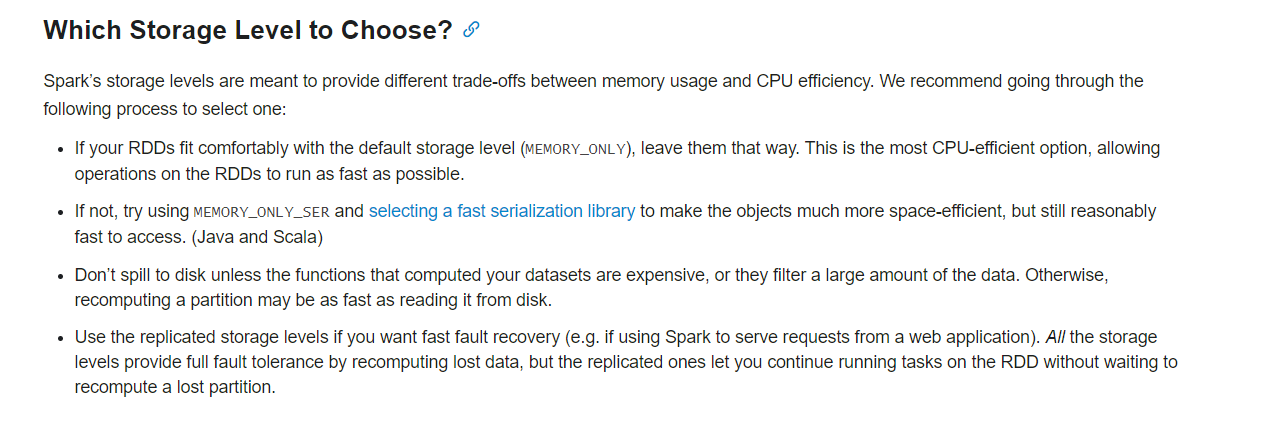 Which Storage Level to Choose?
Spark’s storage levels are meant to provide different trade-offs between memory usage and CPU efficiency. We recommend going through the
following process to select one:
• If your RDDs fit comfortably with the default storage level (MEMORY_ONLY), leave them that way. This is the most CPU-efficient option, allowing
operations on the RDDs to run as fast as possible.
• If not, try using MEMORY_ONLY_SER and selecting a fast serialization library to make the objects much more space-efficient, but still reasonably
fast to access. (Java and Scala)
• Don’t spill to disk unless the functions that computed your datasets are expensive, or they filter a large amount of the data. Otherwise,
recomputing a partition may be as fast as reading it from disk.
• Use the replicated storage levels if you want fast fault recovery (e.g. if using Spark to serve requests from a web application). All the storage
levels provide full fault tolerance by recomputing lost data, but the replicated ones let you continue running tasks on the RDD without waiting to
recompute a lost partition.